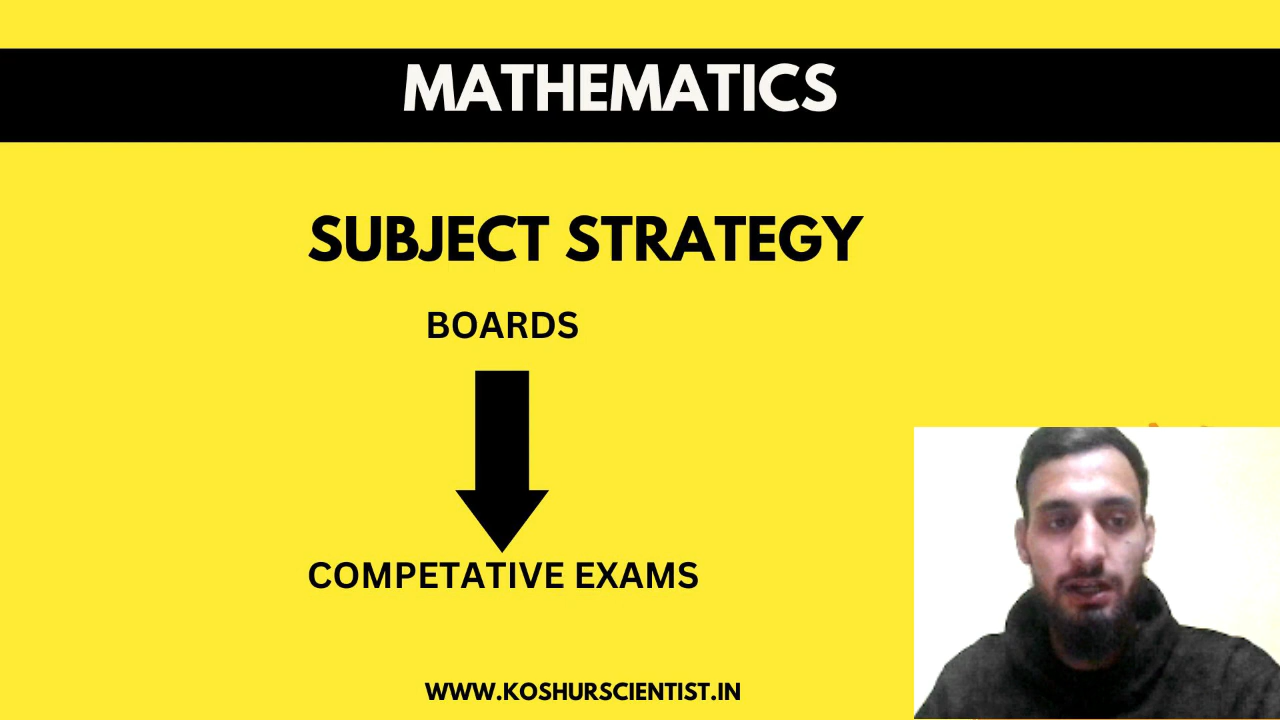 MATHEMATICS
SUBJECT STRATEGY
BOARDS
COMPETATIVE EXAMS
WWW.KOSHURSCIENTIST.IN